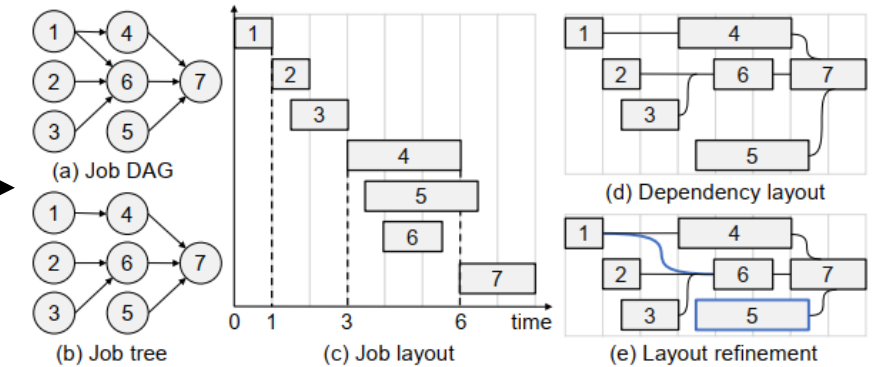 1 4
2 6 7
3 5
(a) Job DAG
1 4
2 6 7
3 5
(b) Job tree
1
2
3
4
5
6
7
0 1 3 6 time
(c) Job layout
1 4
2 6 7
3
5
(d) Dependency layout
1 4
2 6 7
3 5
(e) Layout refinement